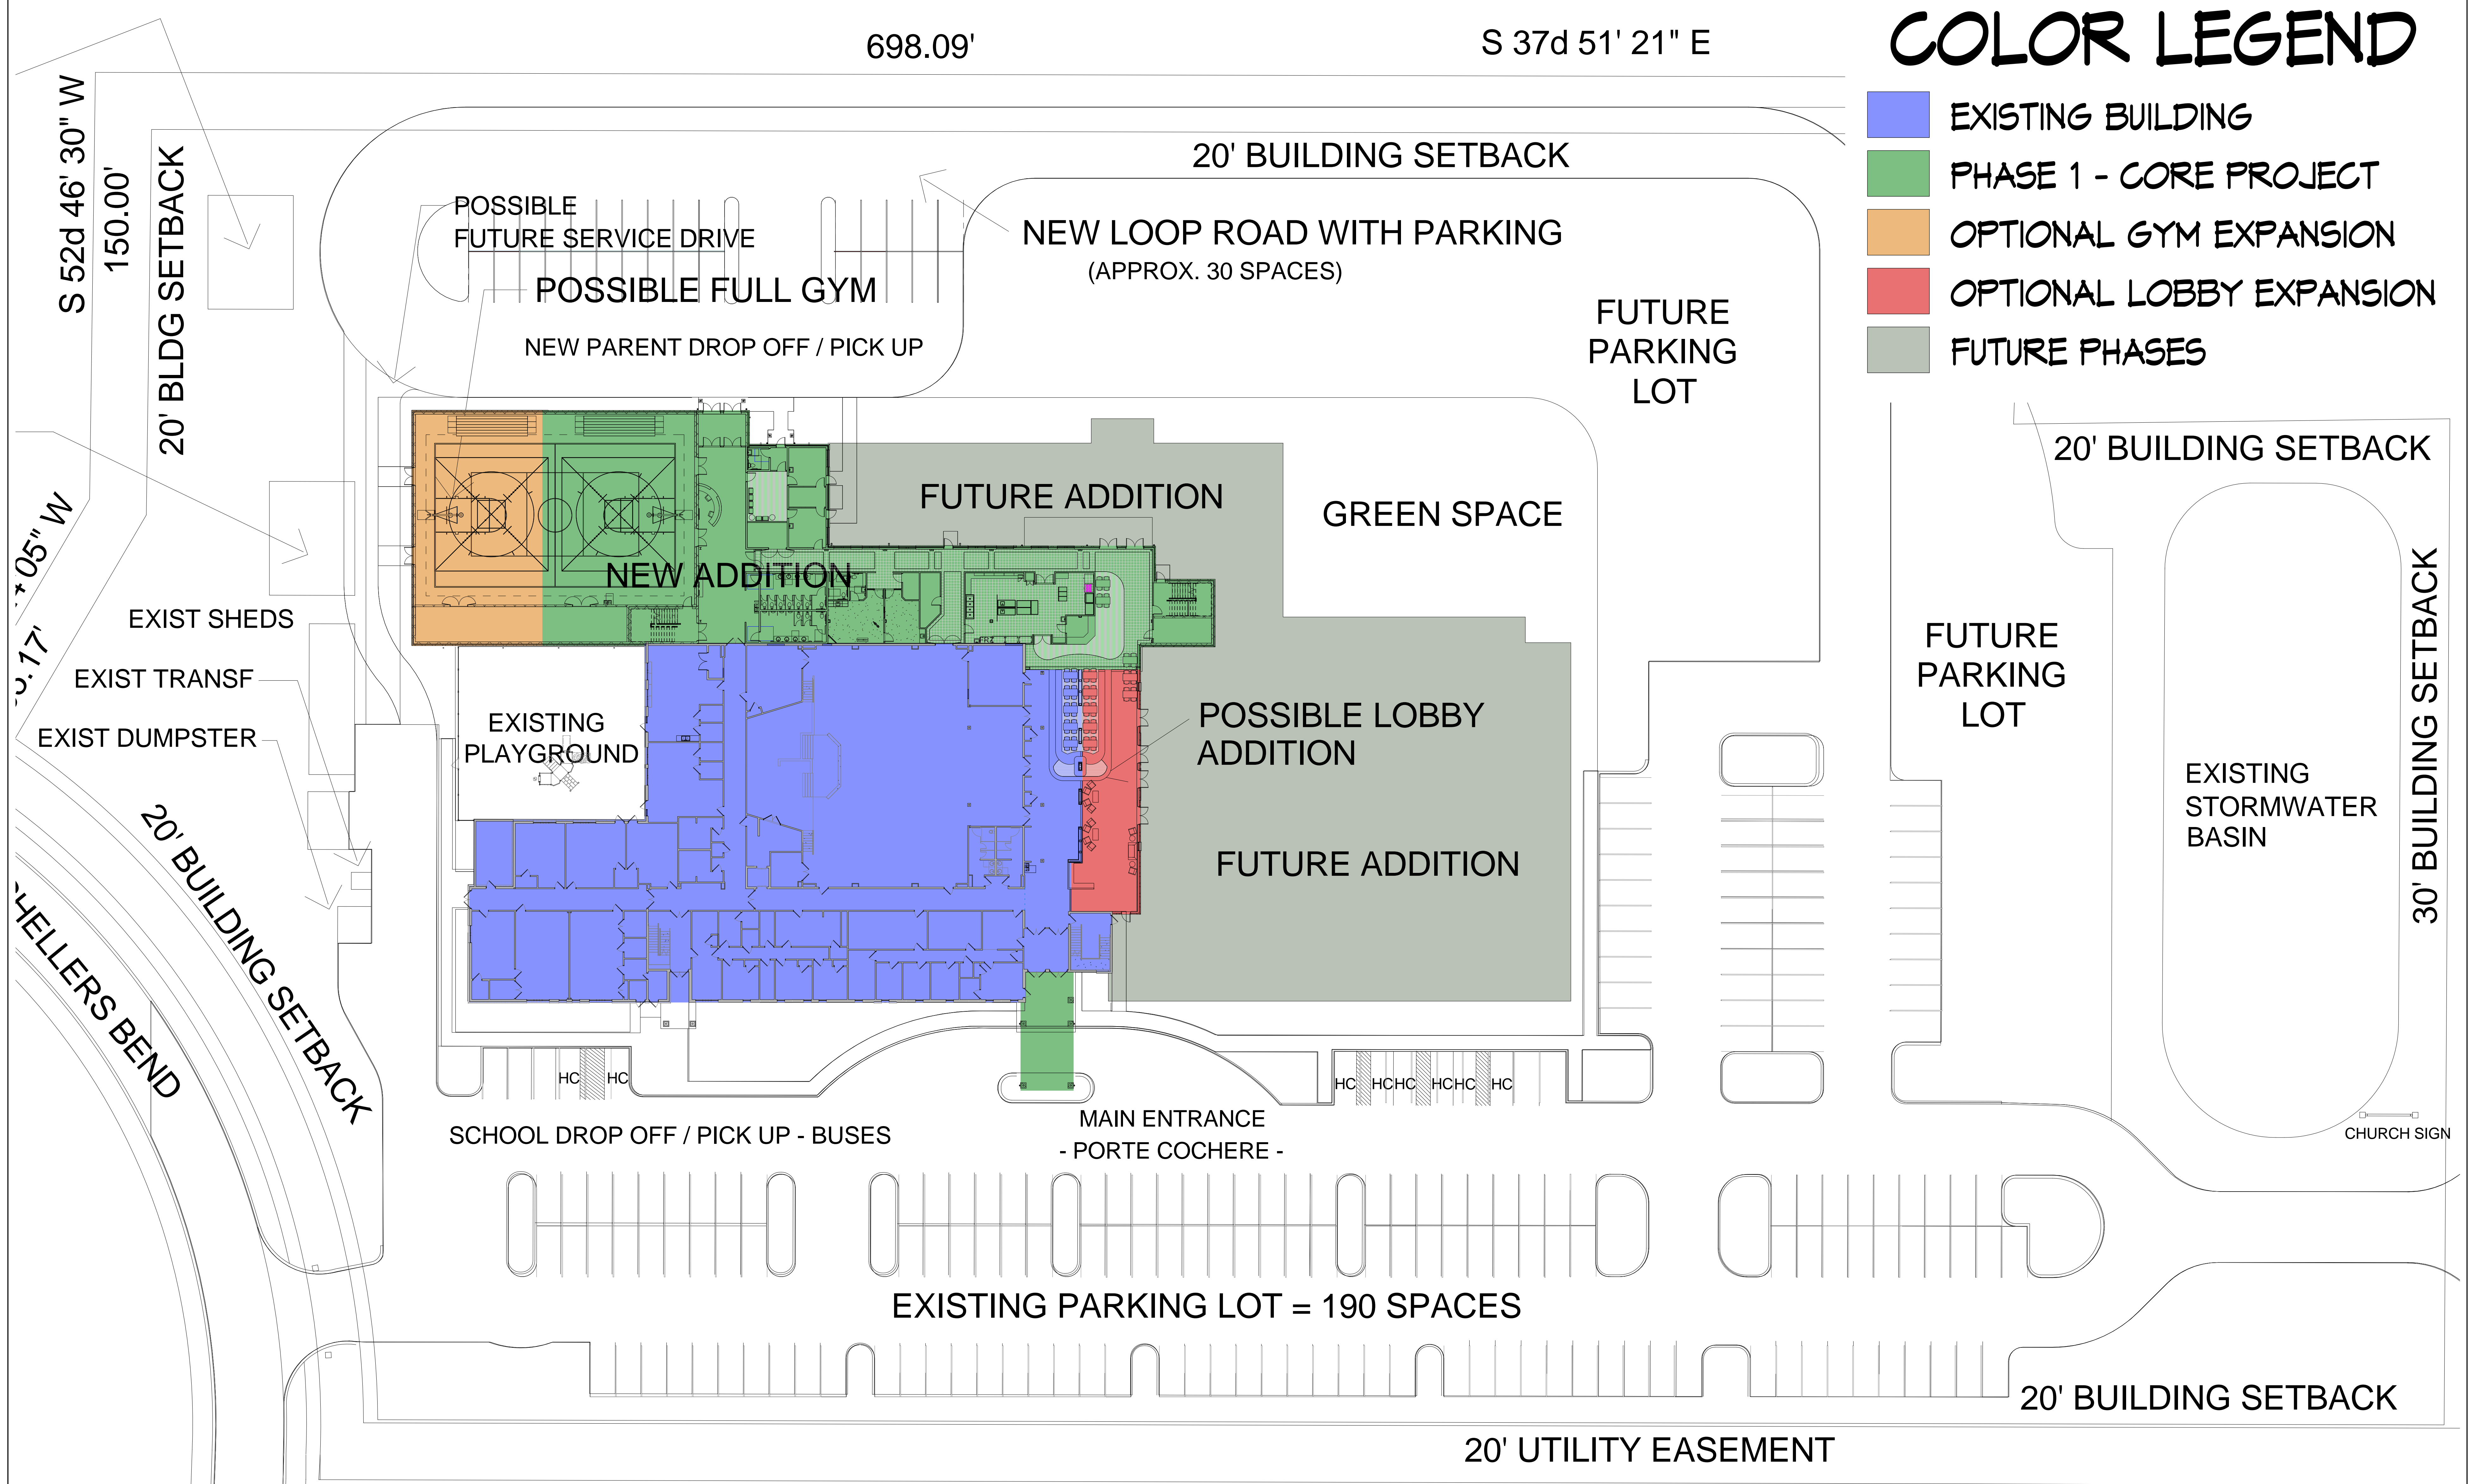 698.09'
S 37d 51' 21" E
COLOR LEGEND
EXISTING BUILDING
PHASE 1 - CORE PROJECT
OPTIONAL GYM EXPANSION
OPTIONAL LOBBY EXPANSION
FUTURE PHASES
S 52d 46' 30" W
150.00'
20' BLDG SETBACK
20' BUILDING SETBACK
POSSIBLE
FUTURE SERVICE DRIVE
POSSIBLE FULL GYM
NEW PARENT DROP OFF / PICK UP
NEW LOOP ROAD WITH PARKING
(APPROX. 30 SPACES)
FUTURE
PARKING
LOT
20' BUILDING SETBACK
FUTURE ADDITION
GREEN SPACE
NEW ADDITION
05" W
.17'
EXIST SHEDS
EXIST TRANSF
EXIST DUMPSTER
EXISTING
PLAYGROUND
POSSIBLE LOBBY
ADDITION
FUTURE ADDITION
FUTURE
PARKING
LOT
EXISTING
STORMWATER
BASIN
30' BUILDING SETBACK
20' BUILDING SETBACK
HELLERS BEND
HC HC
HC HCHC HCHC HC
SCHOOL DROP OFF / PICK UP - BUSES
MAIN ENTRANCE
- PORTE COCHERE -
CHURCH SIGN
EXISTING PARKING LOT = 190 SPACES
20' BUILDING SETBACK
20' UTILITY EASEMENT